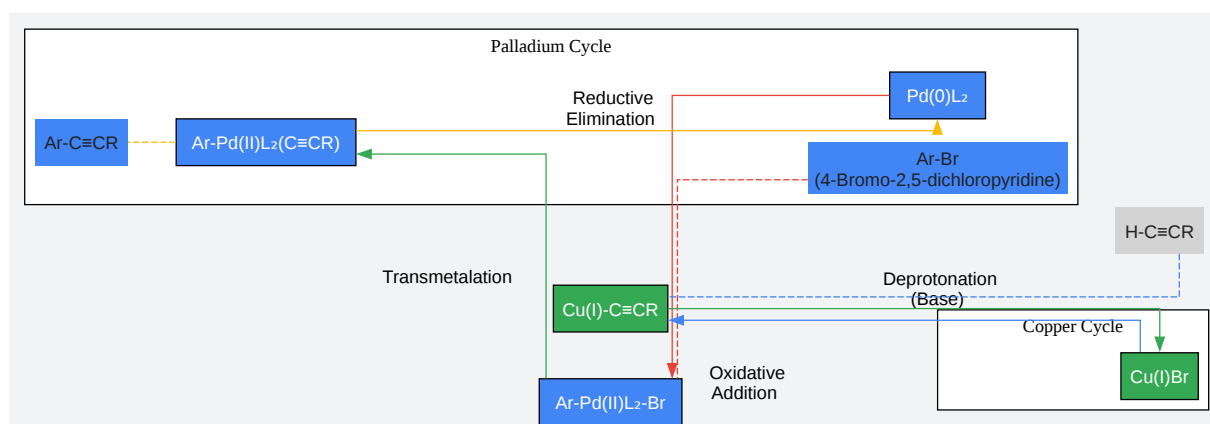 Palladium Cycle
Reductive
Elimination
Pd(0)L₂
Ar-C≡CR
Ar-Pd(II)L₂(C≡CR)
Ar-Br
(4-Bromo-2,5-dichloropyridine)
H-C≡CR
Transmetalation
Deprotonation
(Base)
Cu(I)-C≡CR
Copper Cycle
Oxidative
Addition
Cu(I)Br
Ar-Pd(II)L₂-Br